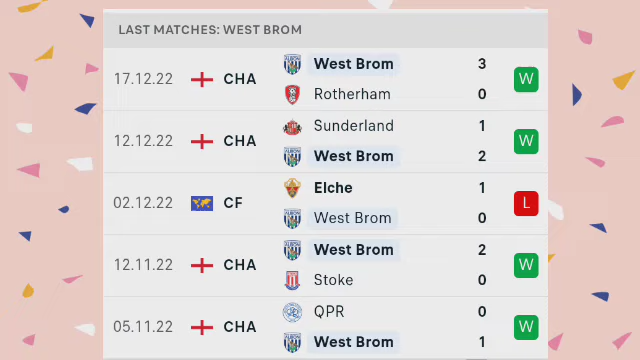 LAST MATCHES: WEST BROM
17.12.22 CHA West Brom 3 W
Rotherham 0
12.12.22 CHA Sunderland 1 W
West Brom 2
02.12.22 CF Elche 1 L
West Brom 0
12.11.22 CHA West Brom 2 W
Stoke 0
05.11.22 CHA QPR 0 W
West Brom 1